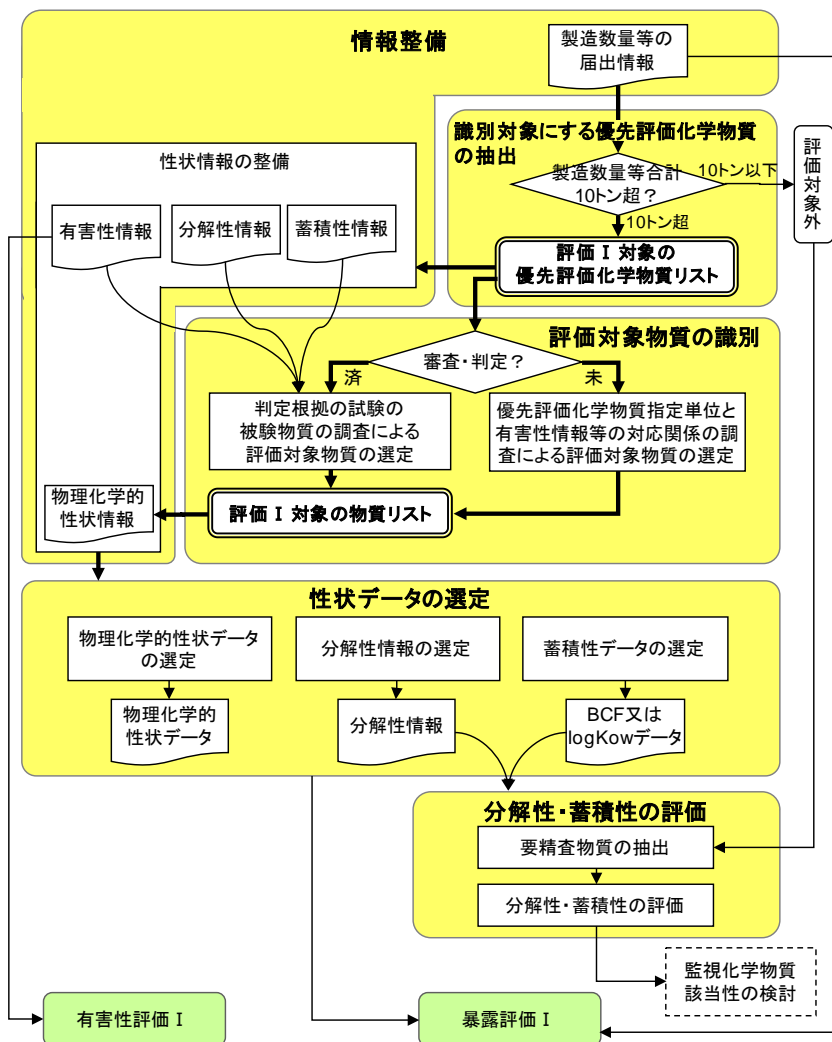 情報整備
製造数量等の
届出情報
識別対象にする優先評価化学物質
の抽出
製造数量等合計
10トン超？
10トン以下
10トン超
評価対象外
評価Ⅰ対象の
優先評価化学物質リスト
性状情報の整備
有害性情報
分解性情報
蓄積性情報
評価対象物質の識別
審査・判定？
済
未
判定根拠の試験の
被験物質の調査による
評価対象物質の選定
優先評価化学物質指定単位と
有害性情報等の対応関係の調
査による評価対象物質の選定
物理化学的
性状情報
評価Ⅰ対象の物質リスト
性状データの選定
物理化学的性状データ
の選定
分解性情報の選定
蓄積性データの選定
物理化学的
性状データ
分解性情報
BCF又は
logKowデータ
分解性・蓄積性の評価
要精査物質の抽出
分解性・蓄積性の評価
監視化学物質
該当性の検討
有害性評価Ⅰ
暴露評価Ⅰ